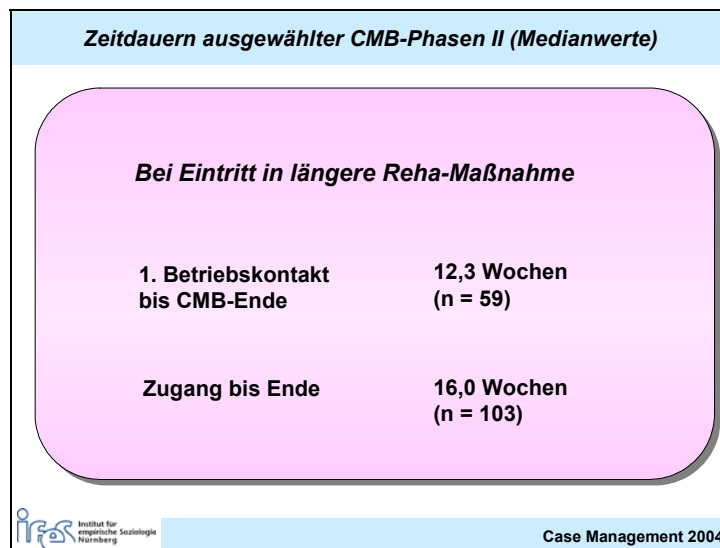 Zeitdauern ausgewählter CMB-Phasen II (Medianwerte)
Bei Eintritt in längere Reha-Maßnahme
1. Betriebskontakt
bis CMB-Ende
12,3 Wochen
(n = 59)
Zugang bis Ende
16,0 Wochen
(n = 103)
ifes
Institut für
empirische Soziologie
Nürnberg
Case Management 2004